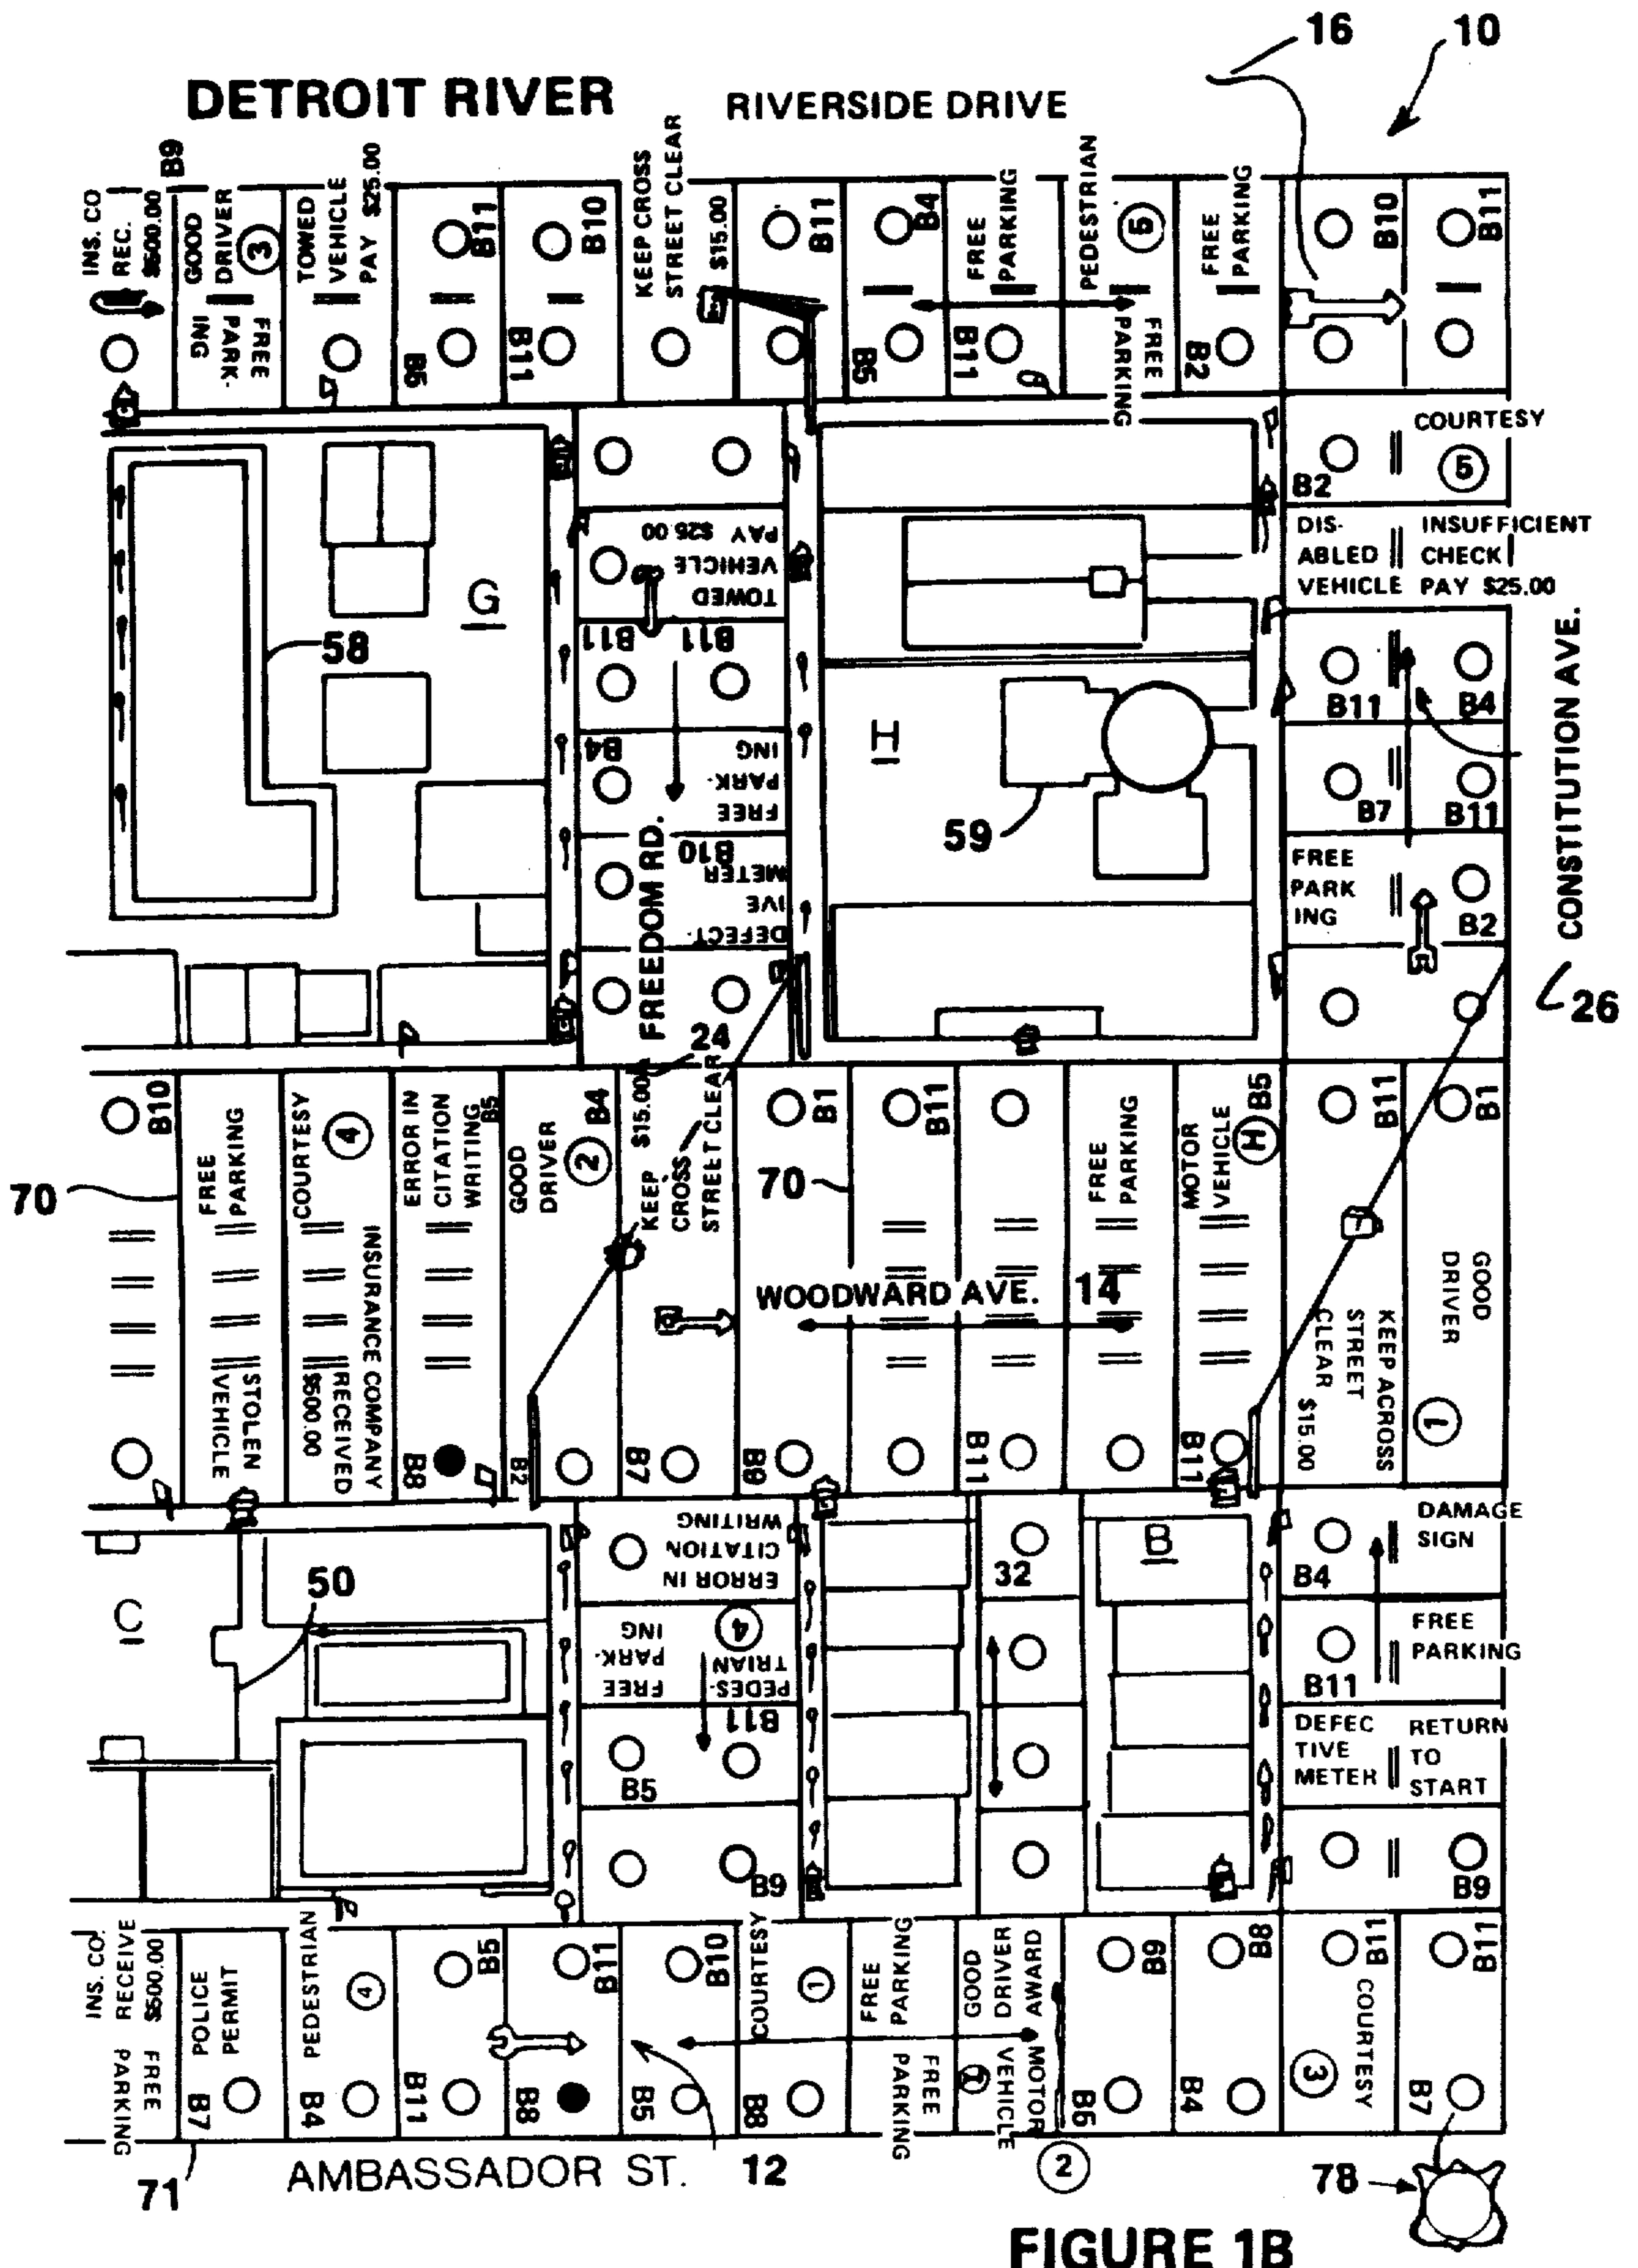 16
10
DETROIT RIVER
RIVERSIDE DRIVE
B9
INS. CO
REC.
$500.00
GOOD
DRIVER
3
FREE
PARK-
ING
TOWED
VEHICLE
PAY $25.00
B11
B5
B10
B11
KEEP CROSS
STREET CLEAR
$15.00
B11
B4
B5
FREE
PARKING
B11
PEDESTRIAN
5
FREE
PARKING
PARKING
FREE
PARKING
B2
B10
B11
COURTESY
5
B2
DIS-
ABLED
VEHICLE
INSUFFICIENT
CHECK
PAY $25.00
B11
B4
B7
B11
FREE
PARK
ING
B2
CONSTITUTION AVE.
26
G
58
TOWED
VEHICLE
PAY $25.00
B11
B11
B4
FREE
PARK-
ING
B10
DEFECT-
IVE
METER
FREEDOM RD.
24
H
59
B10
FREE
PARKING
STOLEN
VEHICLE
COURTESY
4
INSURANCE COMPANY
RECEIVED
$500.00
ERROR IN
CITATION
WRITING
B5
B8
GOOD
DRIVER
2
B4
B2
KEEP
CROSS
STREET CLEAR
$15.00
B7
B1
B9
70
70
B11
B11
WOODWARD AVE.
14
FREE
PARKING
MOTOR
VEHICLE
H
B5
B11
B11
KEEP ACROSS
STREET
CLEAR $15.00
B1
GOOD
DRIVER
1
C
50
ERROR IN
CITATION
WRITING
FREE
PARK-
ING
4
PEDES-
TRIAN
B11
B5
B9
32
B
B4
DAMAGE
SIGN
B11
FREE
PARKING
DEFEC
TIVE
METER
RETURN
TO
START
B9
INS. CO.
RECEIVE
$500.00
FREE
PARKING
POLICE
PERMIT
B7
PEDESTRIAN
4
B4
B5
B11
B11
B8
B10
B5
COURTESY
1
B8
FREE
PARKING
FREE
PARKING
GOOD
DRIVER
AWARD
MOTOR
VEHICLE
B9
B8
B4
B11
COURTESY
3
B11
B7
71
AMBASSADOR ST.
12
2
78
FIGURE 1B